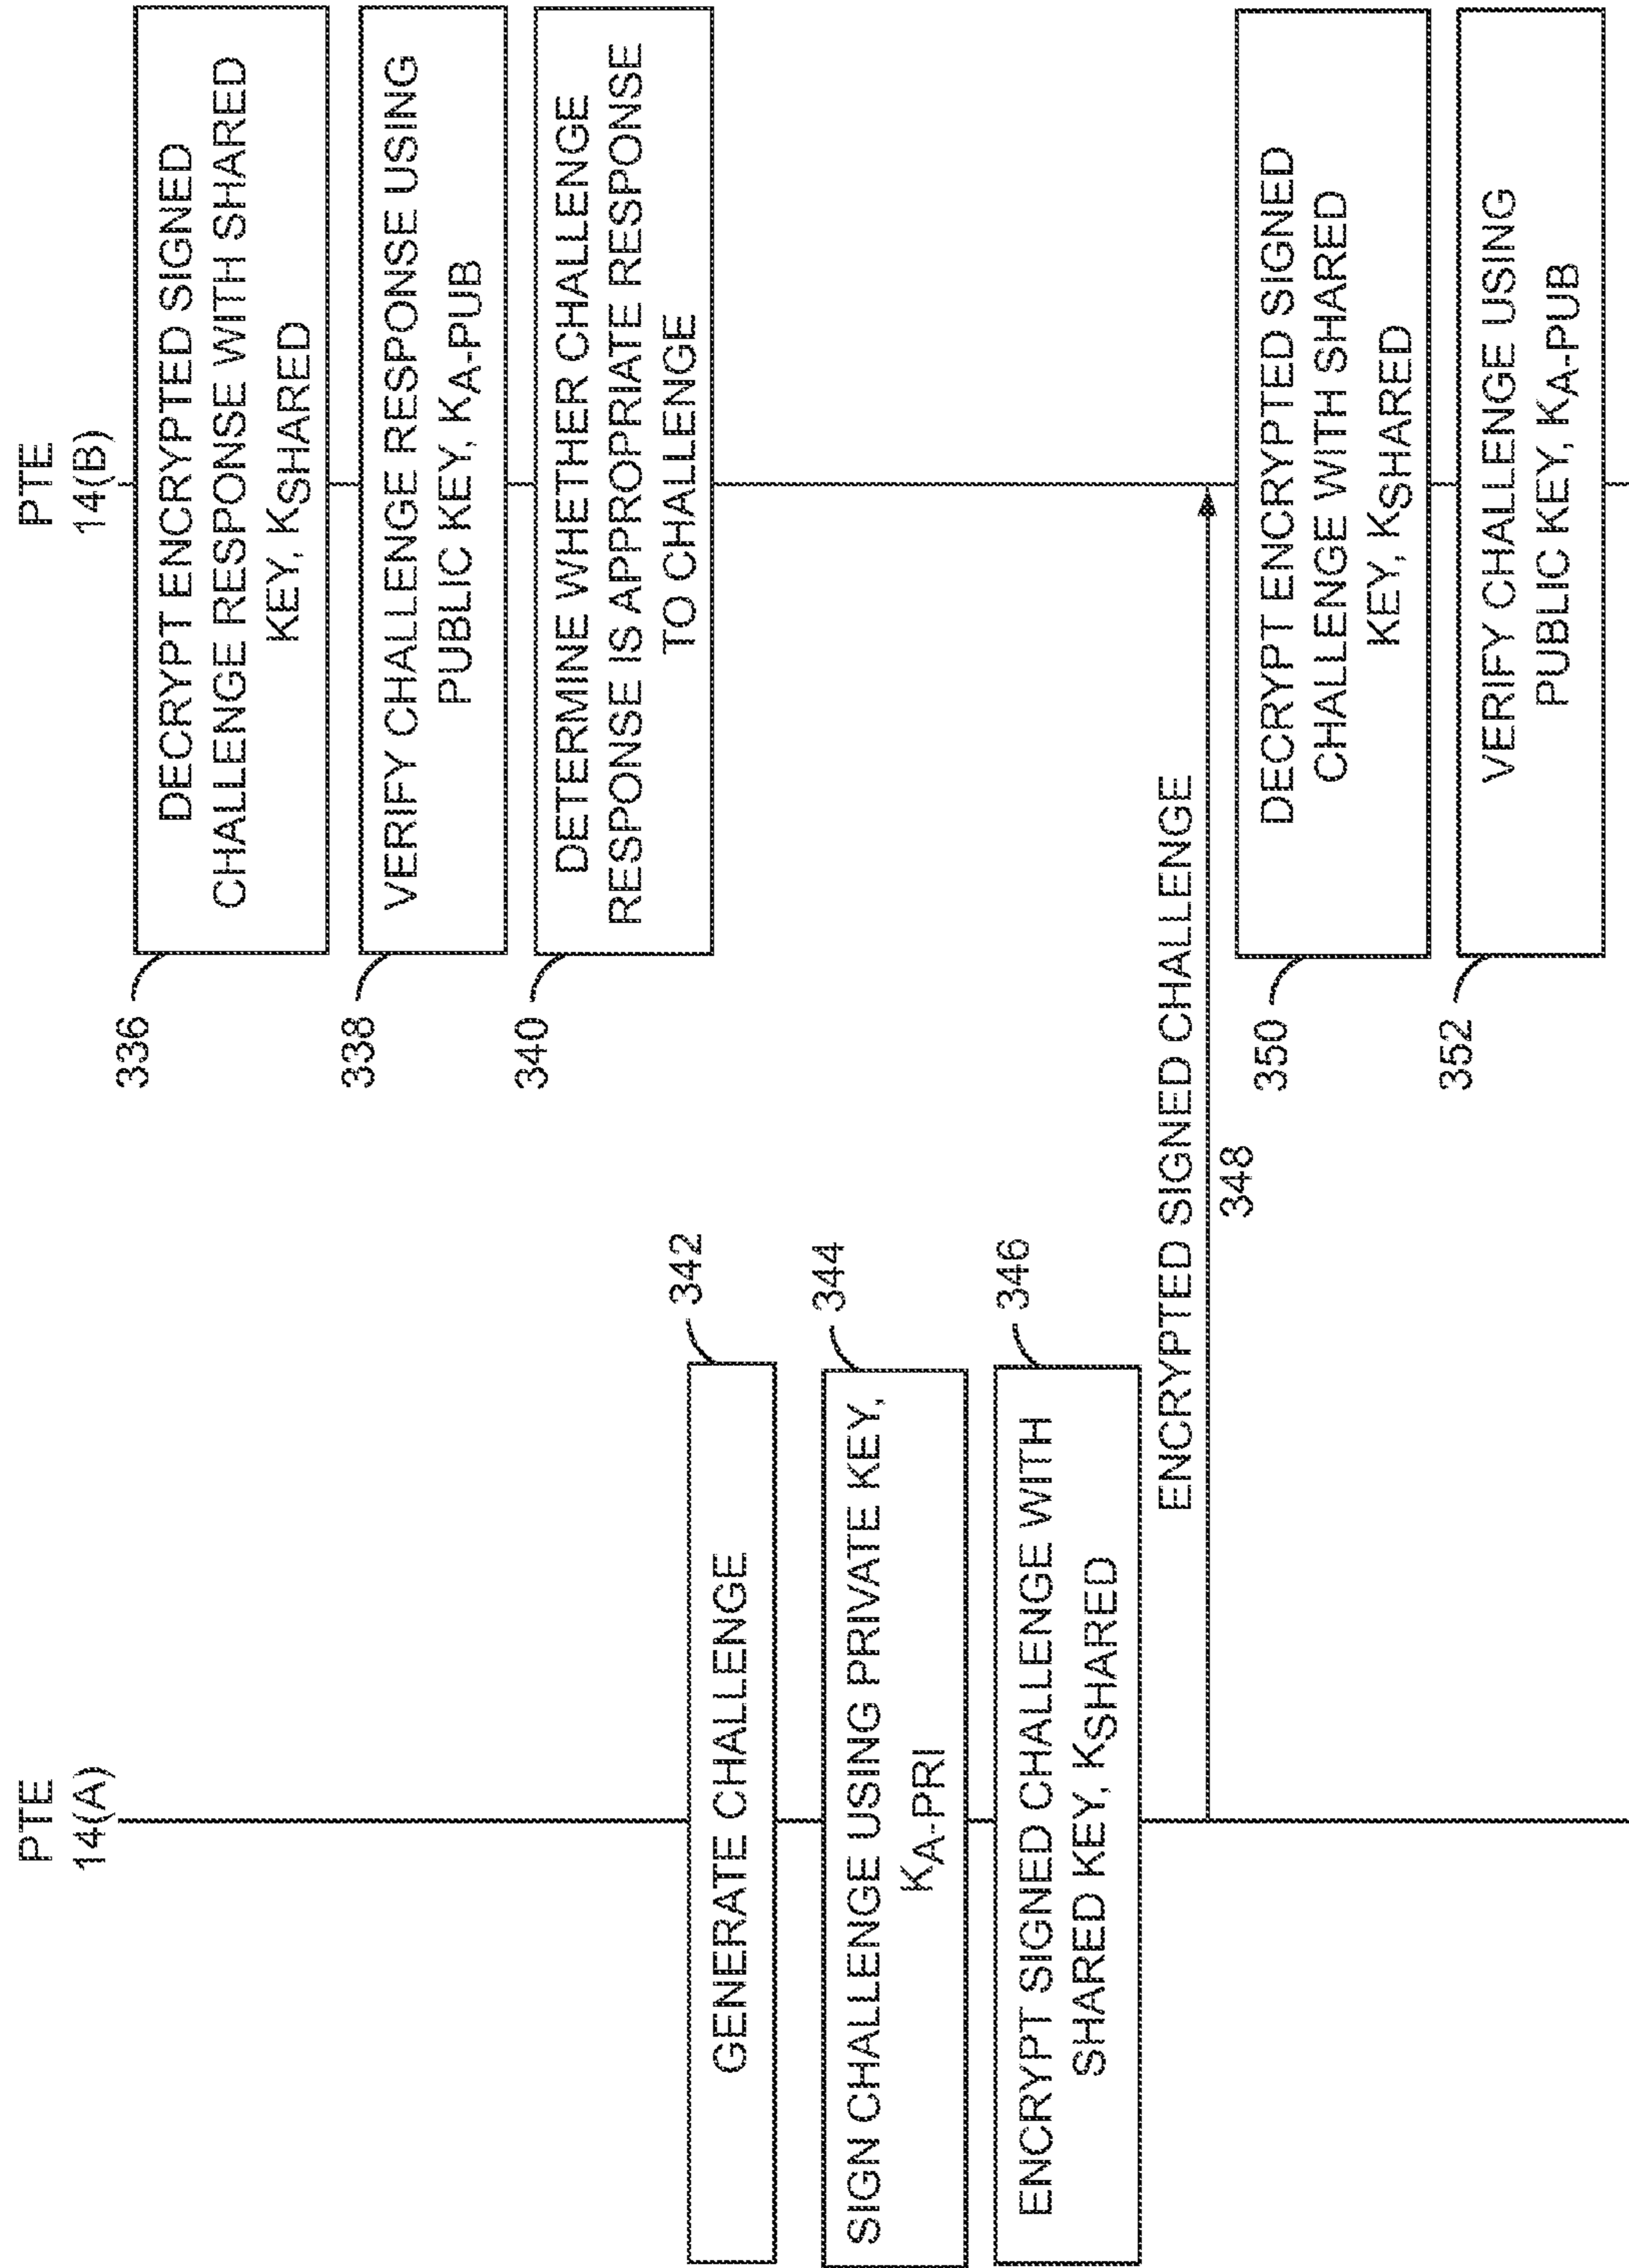 PTE
14(A)
PTE
14(B)
DECRYPT ENCRYPTED SIGNED
CHALLENGE RESPONSE WITH SHARED
KEY, KSHARED
336
VERIFY CHALLENGE RESPONSE USING
PUBLIC KEY, KA-PUB
338
DETERMINE WHETHER CHALLENGE
RESPONSE IS APPROPRIATE RESPONSE
TO CHALLENGE
340
GENERATE CHALLENGE
342
SIGN CHALLENGE USING PRIVATE KEY,
KA-PRI
344
ENCRYPT SIGNED CHALLENGE WITH
SHARED KEY, KSHARED
346
ENCRYPTED SIGNED CHALLENGE
348
DECRYPT ENCRYPTED SIGNED
CHALLENGE WITH SHARED
KEY, KSHARED
350
VERIFY CHALLENGE USING
PUBLIC KEY, KA-PUB
352